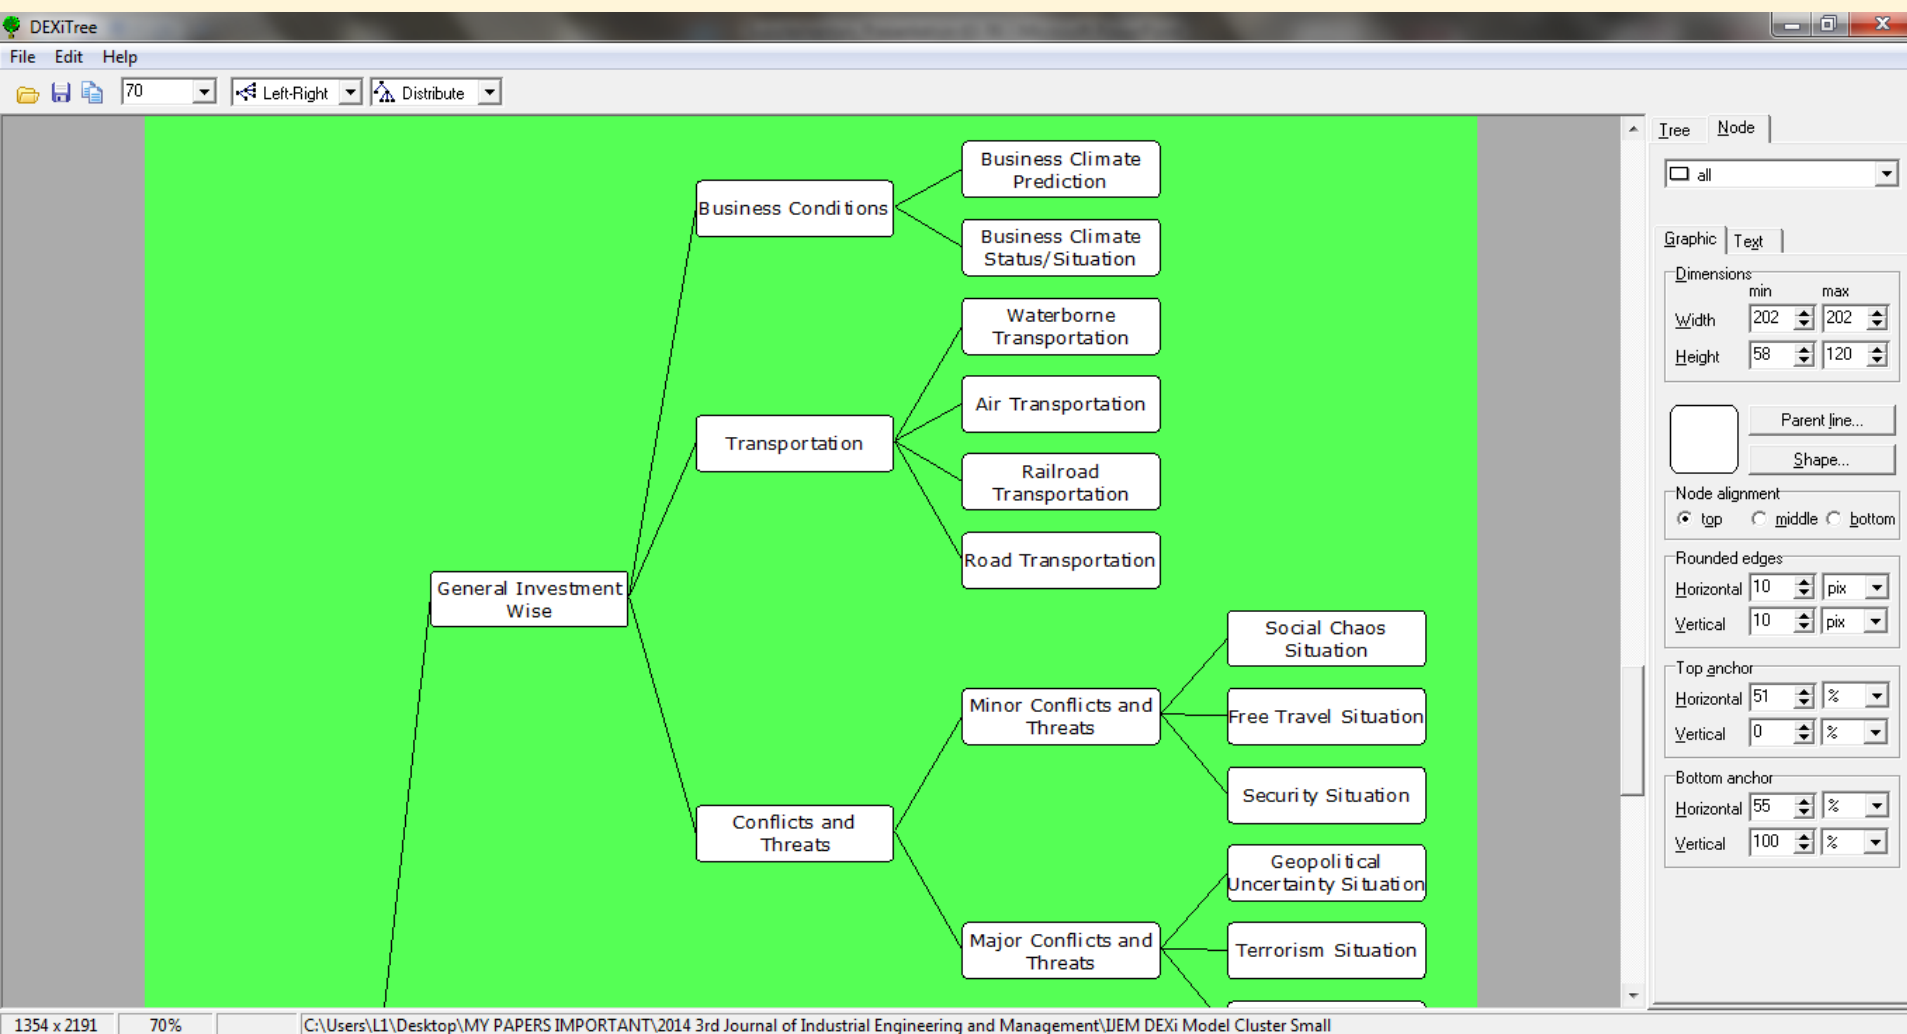 DEXiTree
File Edit Help
70 Left-Right Distribute
Business Climate
Prediction
Business Conditions
Business Climate
Status/Situation
Waterborne
Transportation
Air Transportation
Transportation
Railroad
Transportation
Road Transportation
General Investment
Wise
Social Chaos
Situation
Minor Conflicts and
Threats
Free Travel Situation
Security Situation
Conflicts and
Threats
Geopolitical
Uncertainty Situation
Major Conflicts and
Threats
Terrorism Situation
Tree Node
all
Graphic Text
Dimensions
min max
Width 202 202
Height 58 120
Parent line...
Shape...
Node alignment
top middle bottom
Rounded edges
Horizontal 10 pix
Vertical 10 pix
Top anchor
Horizontal 51 %
Vertical 0 %
Bottom anchor
Horizontal 55 %
Vertical 100 %
1354 x 2191 70% C:\Users\L1\Desktop\MY PAPERS IMPORTANT\2014 3rd Journal of Industrial Engineering and Management\IJEM DEXi Model Cluster Small